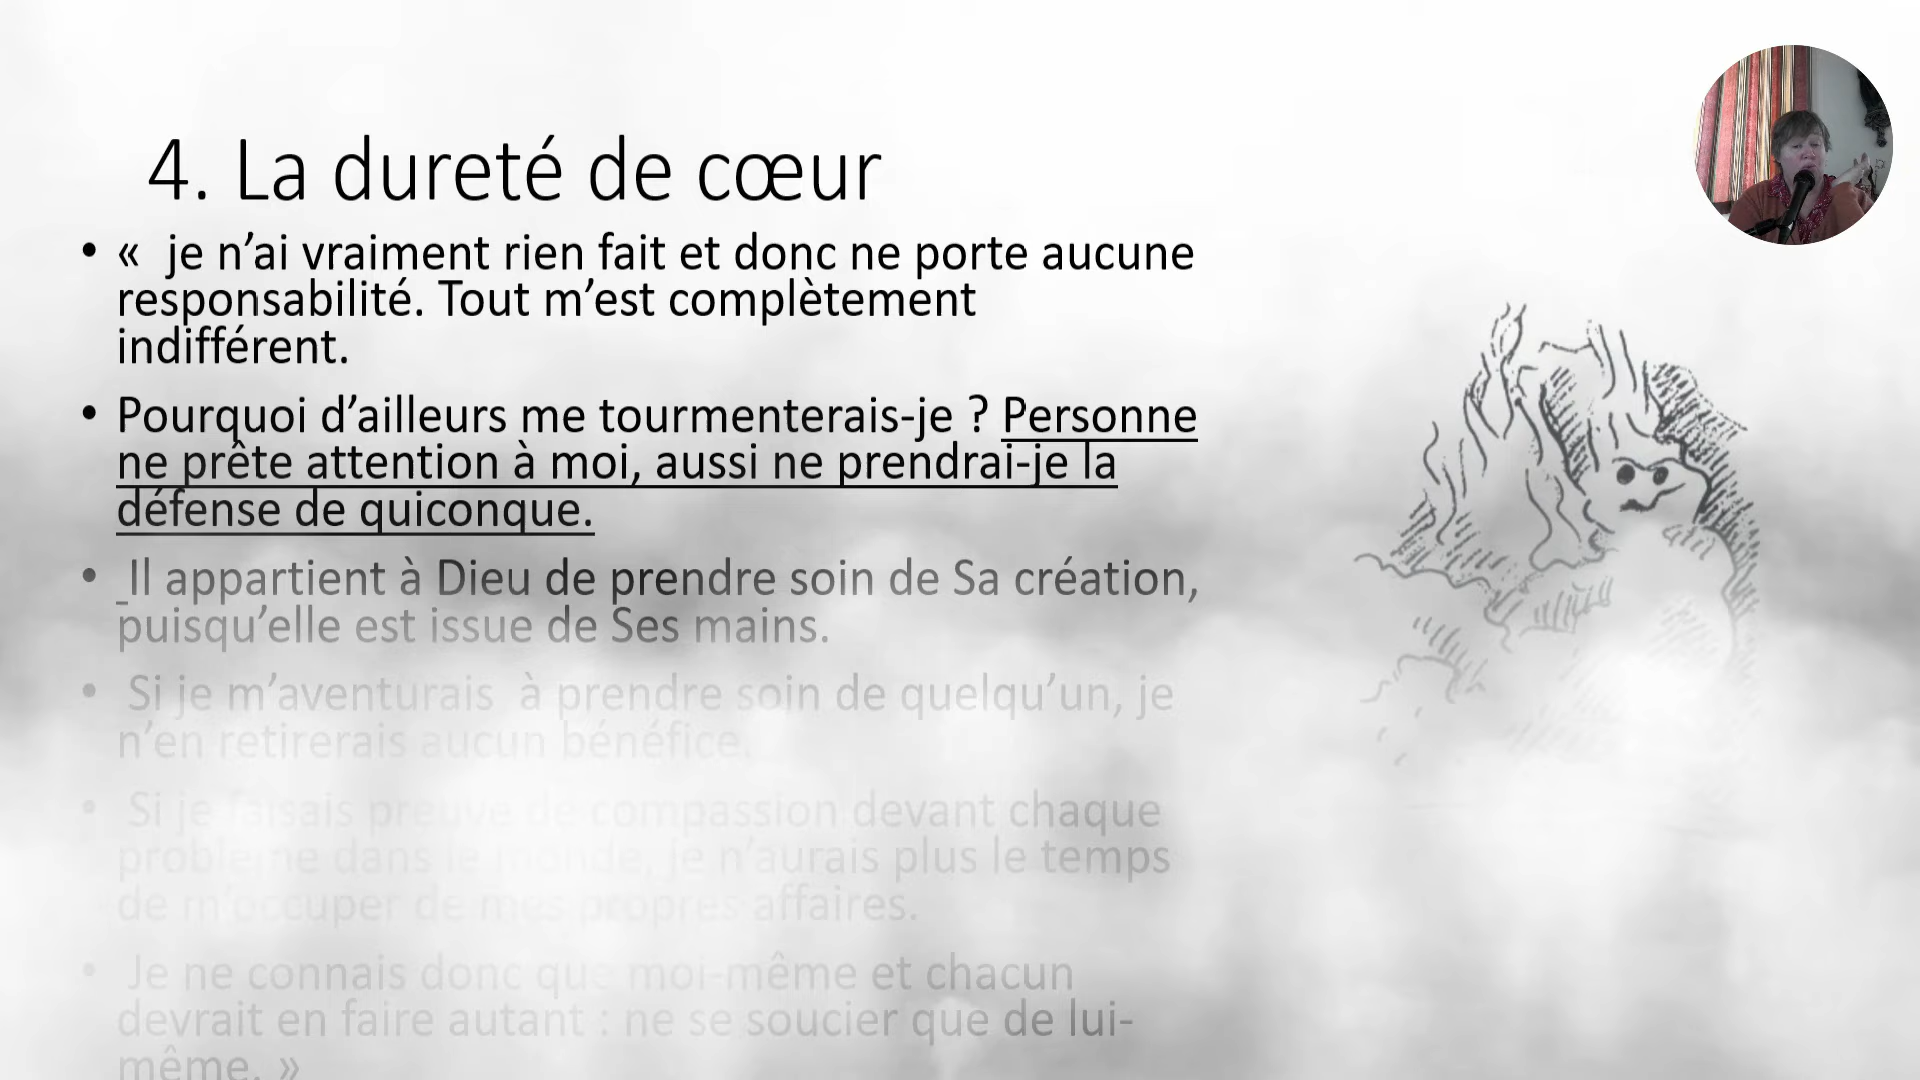 4. La dureté de cœur
• «  je n’ai vraiment rien fait et donc ne porte aucune
responsabilité. Tout m’est complètement
indifférent.
• Pourquoi d’ailleurs me tourmenterais-je ? Personne
ne prête attention à moi, aussi ne prendrai-je la
défense de quiconque.
• Il appartient à Dieu de prendre soin de Sa création,
puisqu’elle est issue de Ses mains.
• Si je m’aventurais  à prendre soin de quelqu’un, je
n’en retirerais aucun bénéfice.
• Si je faisais preuve de compassion devant chaque
problème dans le monde, je n’aurais plus le temps
de m’occuper de mes propres affaires.
• Je ne connais donc que moi-même et chacun
devrait en faire autant : ne se soucier que de lui-
même. »